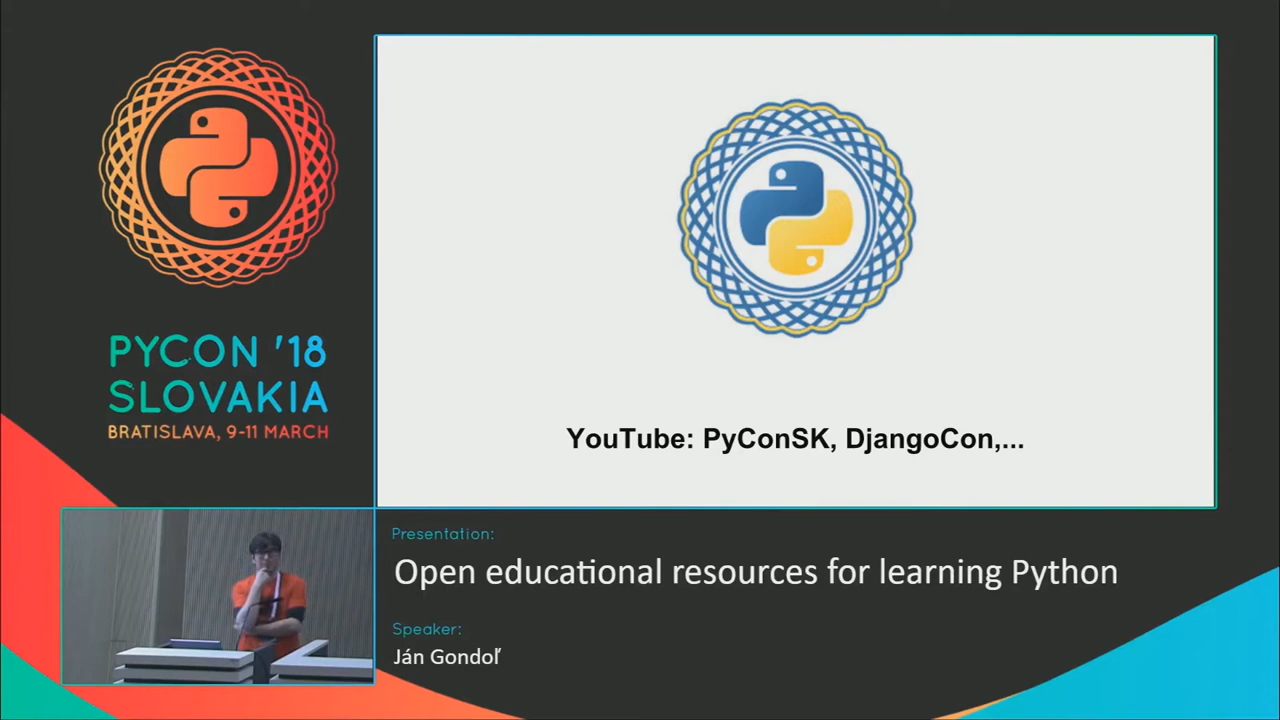 PYCON '18
SLOVAKIA
BRATISLAVA, 9-11 MARCH
YouTube: PyConSK, DjangoCon,...
Presentation:
Open educational resources for learning Python
Speaker:
Ján Gondoľ